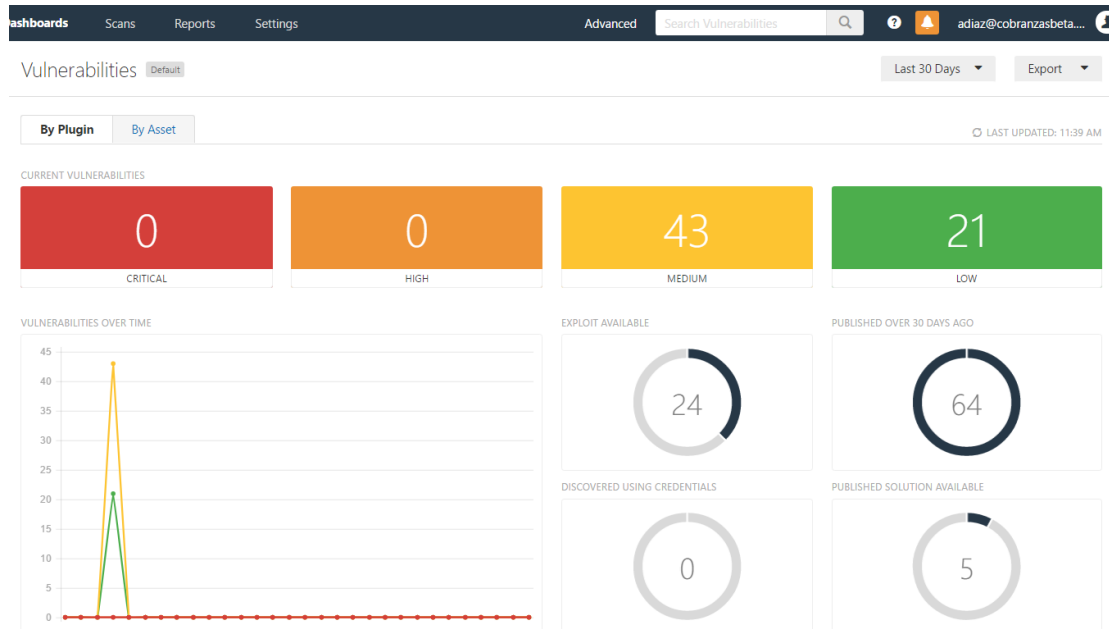 Dashboards Scans Reports Settings Advanced Search Vulnerabilities ? adiaz@cobranzasbeta....
Vulnerabilities Default Last 30 Days Export
By Plugin By Asset LAST UPDATED: 11:39 AM
CURRENT VULNERABILITIES
0 0 43 21
CRITICAL HIGH MEDIUM LOW
VULNERABILITIES OVER TIME EXPLOIT AVAILABLE PUBLISHED OVER 30 DAYS AGO
45
40
35
30
25
20
15
10
5
0
24 64
DISCOVERED USING CREDENTIALS PUBLISHED SOLUTION AVAILABLE
0 5